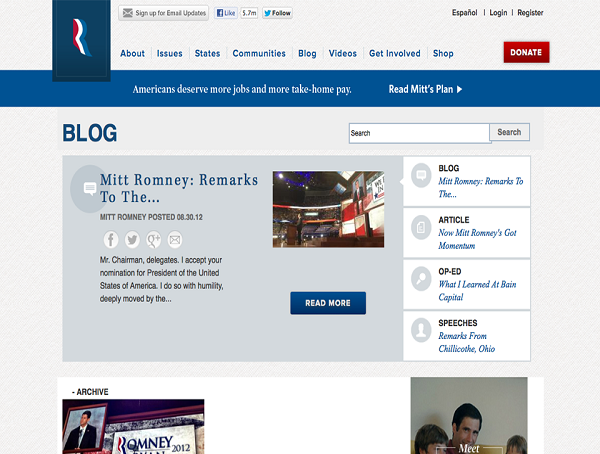 Sign up for Email Updates
Like
5.7m
Follow
Español | Login | Register
About
Issues
States
Communities
Blog
Videos
Get Involved
Shop
DONATE
Americans deserve more jobs and more take-home pay.
Read Mitt's Plan
BLOG
Search
Search
Mitt Romney: Remarks
To The...
MITT ROMNEY POSTED 08.30.12
Mr. Chairman, delegates. I accept your
nomination for President of the United
States of America. I do so with humility,
deeply moved by the...
READ MORE
BLOG
Mitt Romney: Remarks To
The...
ARTICLE
Now Mitt Romney's Got
Momentum
OP-ED
What I Learned At Bain
Capital
SPEECHES
Remarks From
Chillicothe, Ohio
- ARCHIVE
ROMNEY
RYAN 2012
Meet